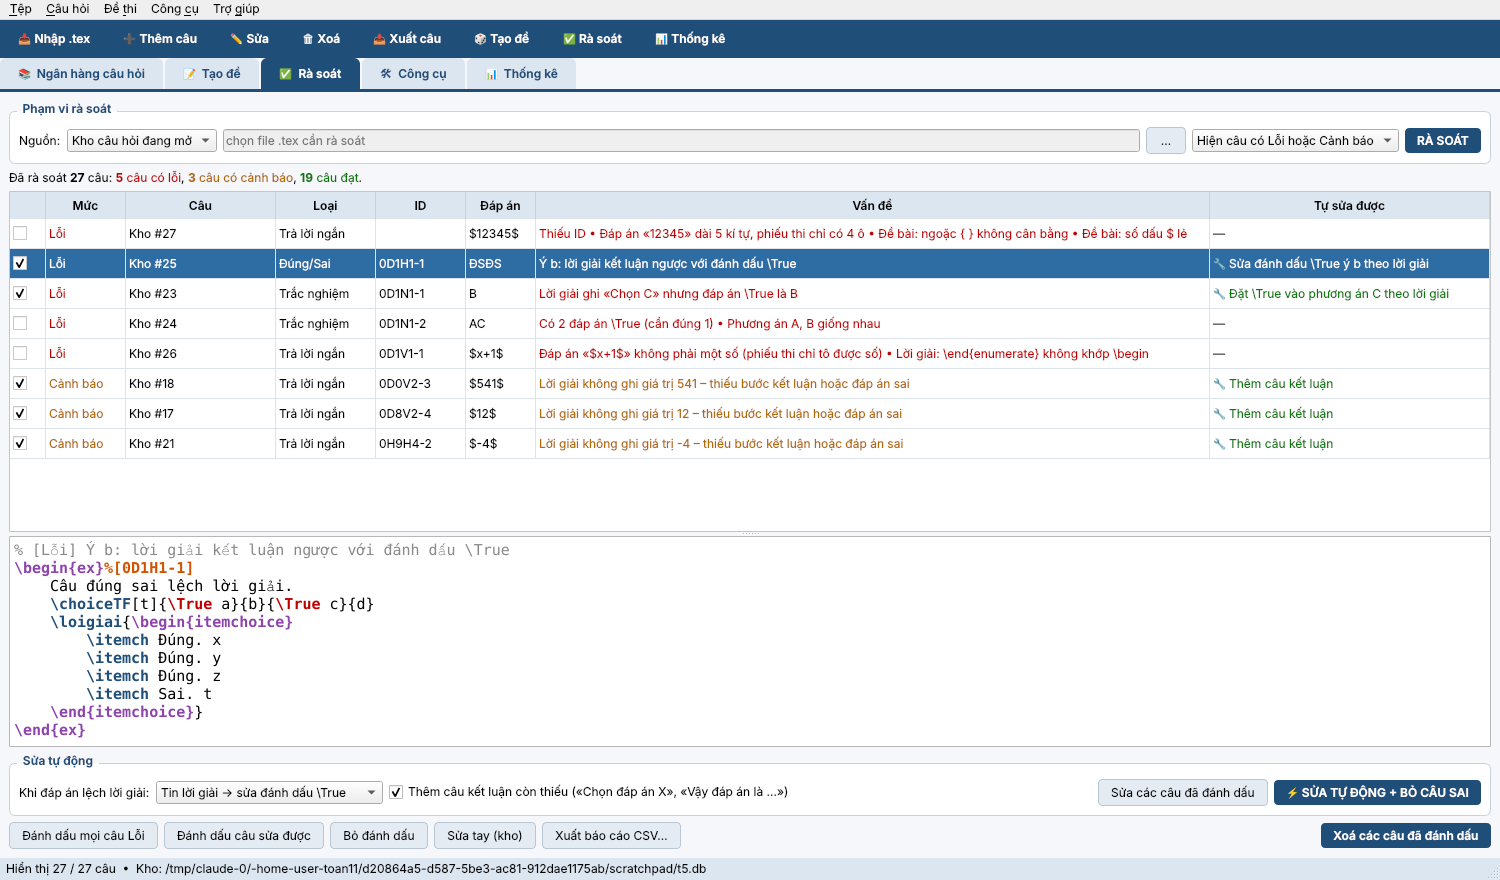 Tệp Câu hỏi Đề thi Công cụ Trợ giúp
Nhập .tex Thêm câu Sửa Xoá Xuất câu Tạo đề Rà soát Thống kê
Ngân hàng câu hỏi Tạo đề Rà soát Công cụ Thống kê
Phạm vi rà soát
Nguồn: Kho câu hỏi đang mở chọn file .tex cần rà soát ... Hiện câu có Lỗi hoặc Cảnh báo RÀ SOÁT
Đã rà soát 27 câu: 5 câu có lỗi, 3 câu có cảnh báo, 19 câu đạt.
Mức Câu Loại ID Đáp án Vấn đề Tự sửa được
Lỗi Kho #27 Trả lời ngắn $12345$ Thiếu ID • Đáp án «12345» dài 5 kí tự, phiếu thi chỉ có 4 ô • Đề bài: ngoặc { } không cân bằng • Đề bài: số dấu $ lẻ —
Lỗi Kho #25 Đúng/Sai 0D1H1-1 ĐSĐS Ý b: lời giải kết luận ngược với đánh dấu \True Sửa đánh dấu \True ý b theo lời giải
Lỗi Kho #23 Trắc nghiệm 0D1N1-1 B Lời giải ghi «Chọn C» nhưng đáp án \True là B Đặt \True vào phương án C theo lời giải
Lỗi Kho #24 Trắc nghiệm 0D1N1-2 AC Có 2 đáp án \True (cần đúng 1) • Phương án A, B giống nhau —
Lỗi Kho #26 Trả lời ngắn 0D1V1-1 $x+1$ Đáp án «$x+1$» không phải một số (phiếu thi chỉ tô được số) • Lời giải: \end{enumerate} không khớp \begin —
Cảnh báo Kho #18 Trả lời ngắn 0D0V2-3 $541$ Lời giải không ghi giá trị 541 – thiếu bước kết luận hoặc đáp án sai Thêm câu kết luận
Cảnh báo Kho #17 Trả lời ngắn 0D8V2-4 $12$ Lời giải không ghi giá trị 12 – thiếu bước kết luận hoặc đáp án sai Thêm câu kết luận
Cảnh báo Kho #21 Trả lời ngắn 0H9H4-2 $-4$ Lời giải không ghi giá trị -4 – thiếu bước kết luận hoặc đáp án sai Thêm câu kết luận
% [Lỗi] Ý b: lời giải kết luận ngược với đánh dấu \True
\begin{ex}%[0D1H1-1]
Câu đúng sai lệch lời giải.
\choiceTF[t]{\True a}{b}{\True c}{d}
\loigiai{\begin{itemchoice}
\itemch Đúng. x
\itemch Đúng. y
\itemch Đúng. z
\itemch Sai. t
\end{itemchoice}}
\end{ex}
Sửa tự động
Khi đáp án lệch lời giải: Tin lời giải → sửa đánh dấu \True Thêm câu kết luận còn thiếu («Chọn đáp án X», «Vậy đáp án là ...») Sửa các câu đã đánh dấu ⚡ SỬA TỰ ĐỘNG + BỎ CÂU SAI
Đánh dấu mọi câu Lỗi Đánh dấu câu sửa được Bỏ đánh dấu Sửa tay (kho) Xuất báo cáo CSV... Xoá các câu đã đánh dấu
Hiển thị 27 / 27 câu • Kho: /tmp/claude-0/-home-user-toan11/d20864a5-d587-5be3-ac81-912dae1175ab/scratchpad/t5.db